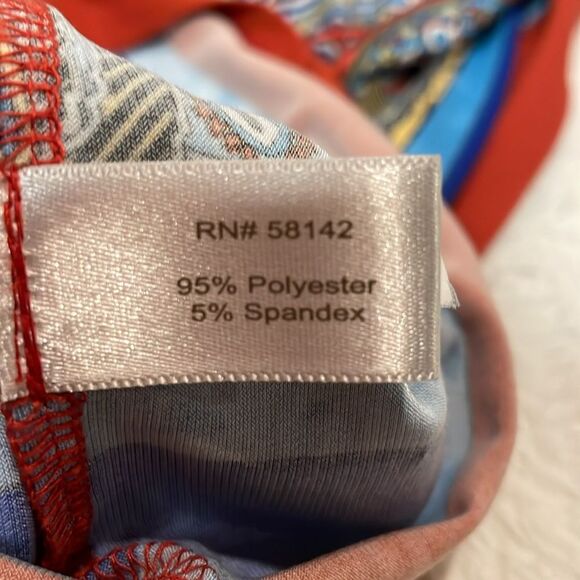 RN# 58142
95% Polyester
5% Spandex